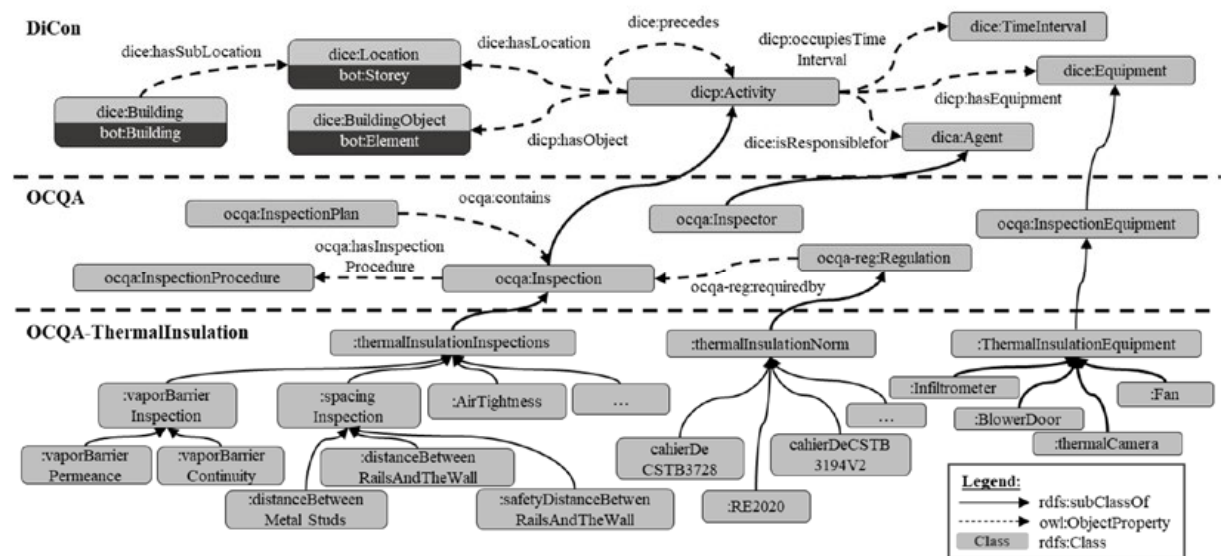 DiCon
dice:precedes
dice:TimeInterval
dice:hasSubLocation
dice:Location
bot:Storey
dice:hasLocation
dicp:occupiesTime
Interval
dice:Equipment
dice:Building
bot:Building
dicp:Activity
dicp:hasEquipment
dice:BuildingObject
bot:Element
dicp:hasObject
dice:isResponsiblefor
dica:Agent
OCQA
ocqa:contains
ocqa:InspectionPlan
ocqa:Inspector
ocqa:InspectionEquipment
ocqa:hasInspection
Procedure
ocqa-reg:Regulation
ocqa:InspectionProcedure
ocqa:Inspection
ocqa-reg:requiredby
OCQA-ThermalInsulation
:thermalInsulationInspections
:thermalInsulationNorm
:ThermalInsulationEquipment
:vaporBarrier
Inspection
:spacing
Inspection
:AirTightness
...
...
:Infiltrometer
:Fan
:BlowerDoor
:thermalCamera
:vaporBarrier
Permeance
:vaporBarrier
Continuity
:distanceBetween
RailsAndTheWall
cahierDe
CSTB3728
cahierDeCSTB
3194V2
:distanceBetween
Metal Studs
:safetyDistanceBetwen
RailsAndTheWall
:RE2020
Legend:
rdfs:subClassOf
owl:ObjectProperty
Class
rdfs:Class